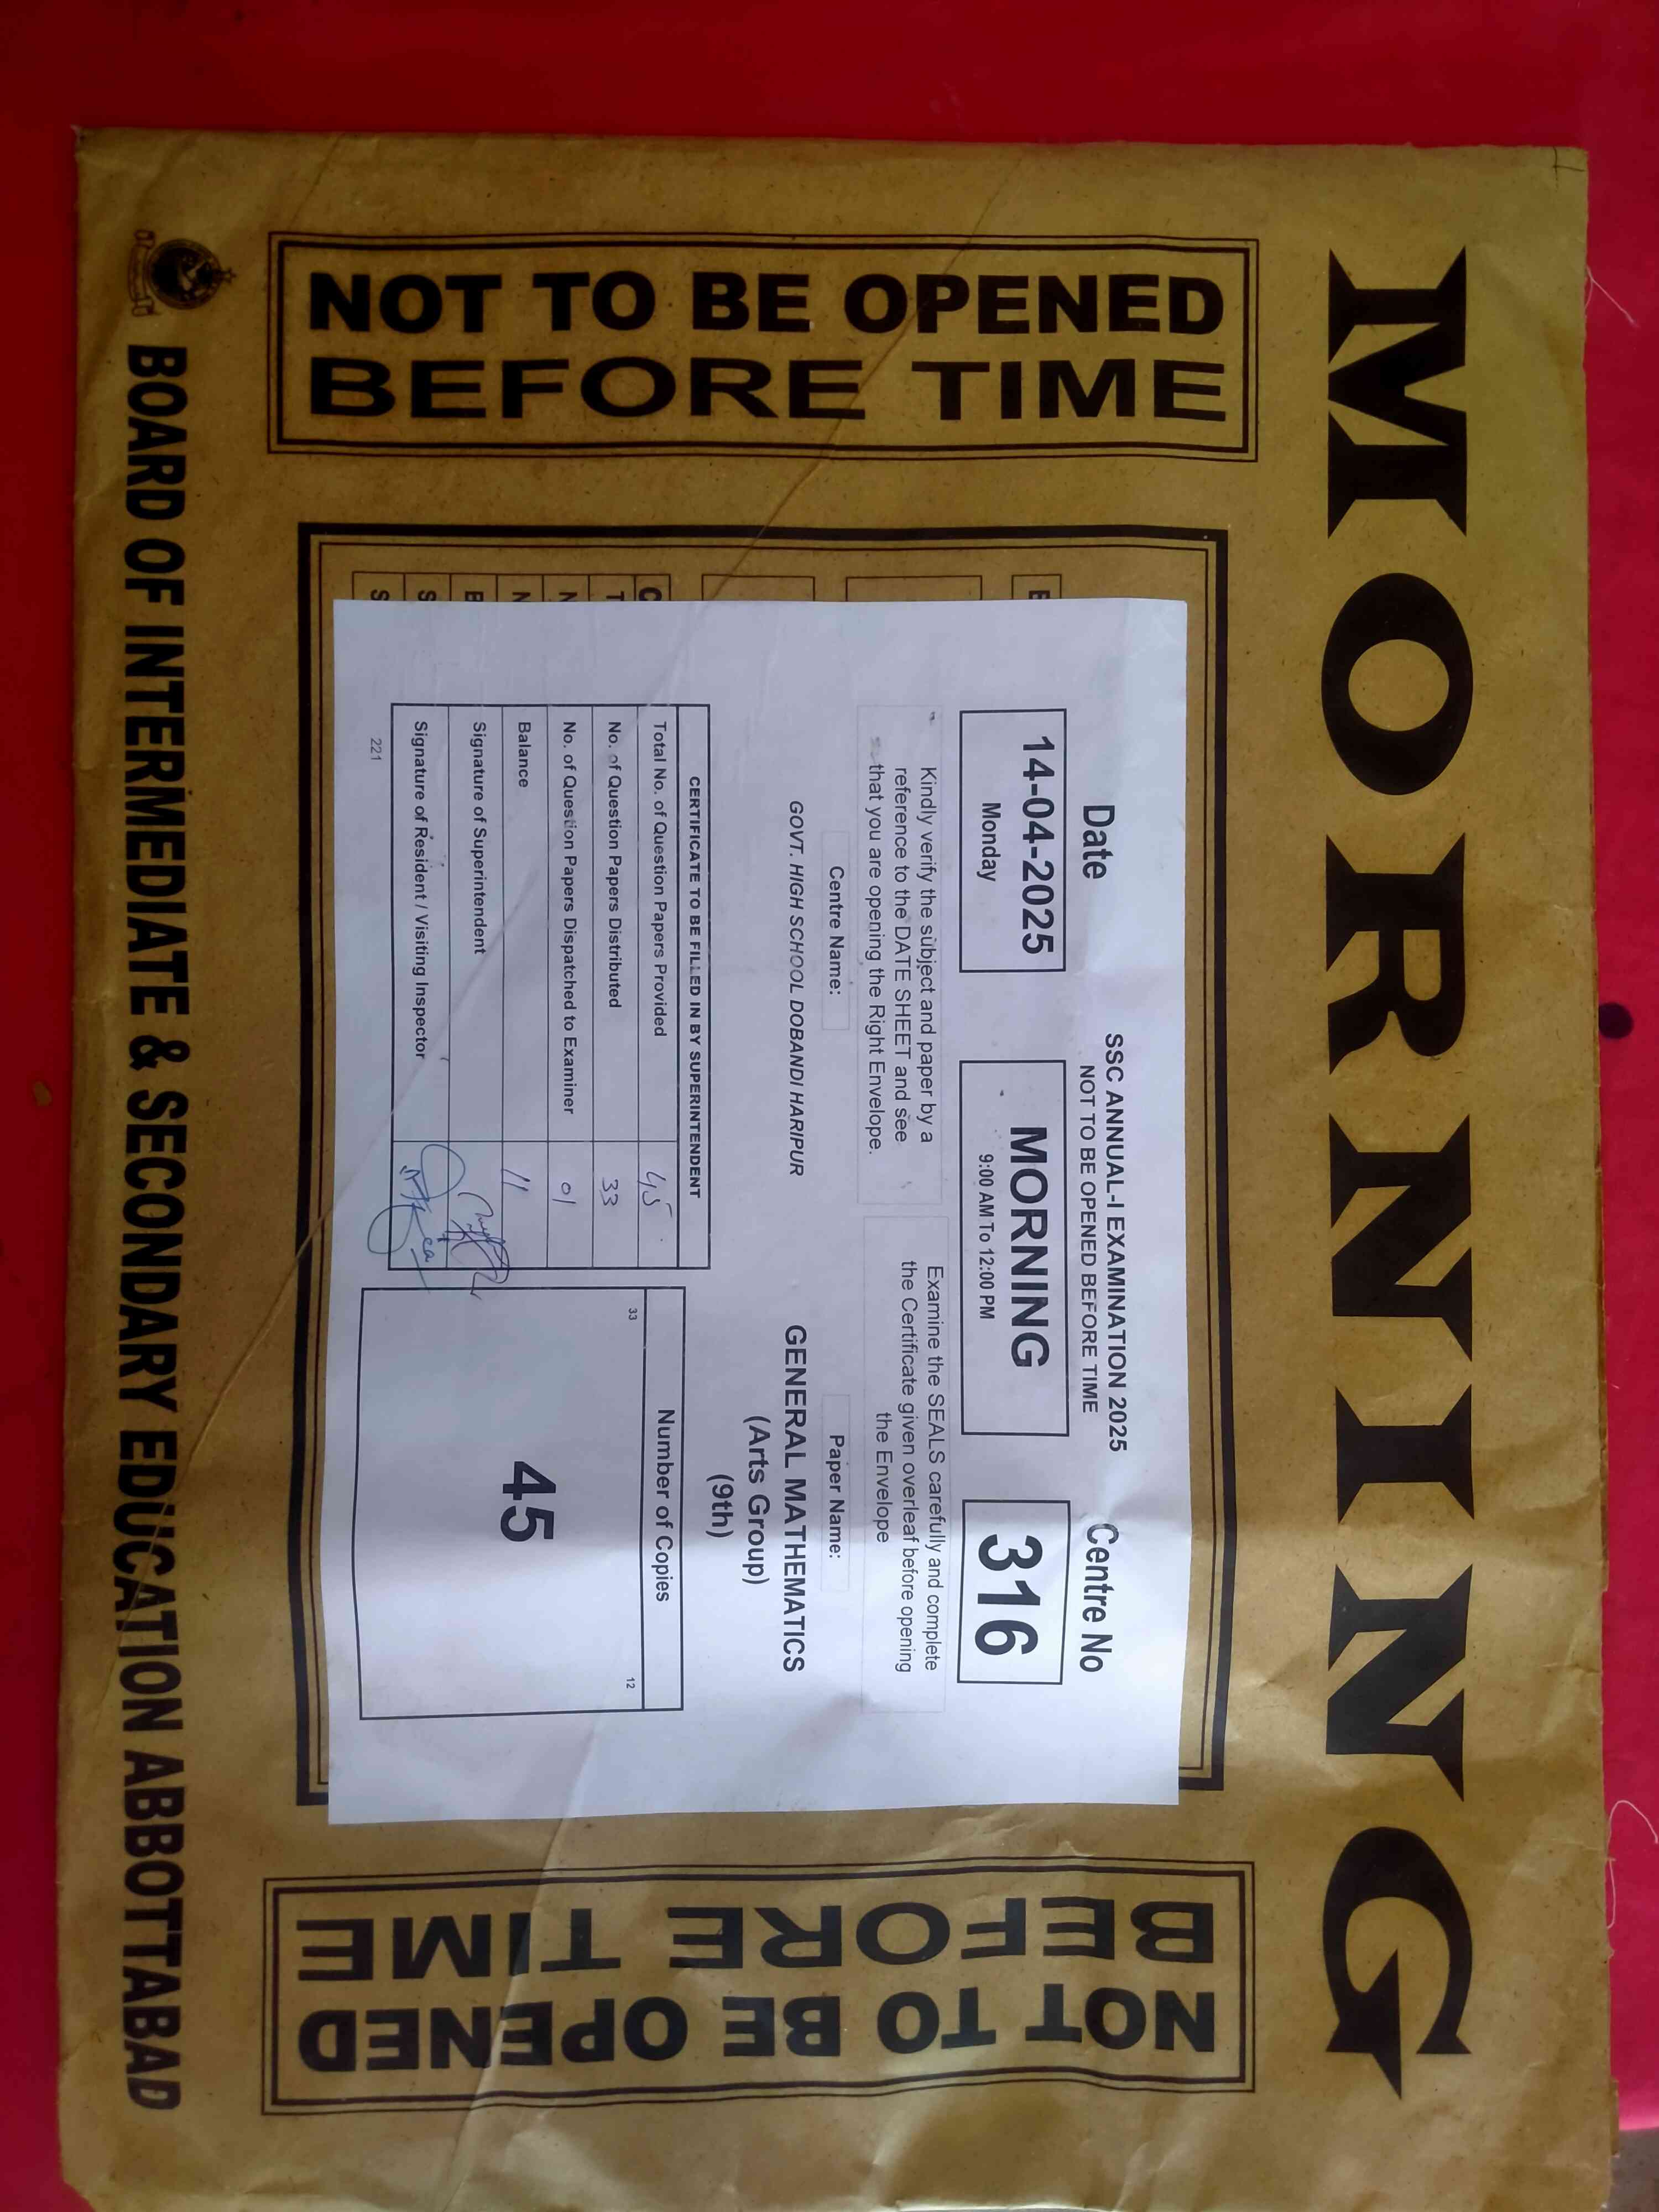 MORNING
NOT TO BE OPENED
BEFORE TIME
SSC ANNUAL-I EXAMINATION 2025
NOT TO BE OPENED BEFORE TIME
Date
Centre No
14-04-2025
Monday
MORNING
9:00 AM To 12:00 PM
316
Kindly verify the subject and paper by a
reference to the DATE SHEET and see
that you are opening the Right Envelope.
Examine the SEALS carefully and complete
the Certificate given overleaf before opening
the Envelope
Centre Name:
GOVT. HIGH SCHOOL DOBANDI HARIPUR
Paper Name:
GENERAL MATHEMATICS
(Arts Group)
(9th)
CERTIFICATE TO BE FILLED IN BY SUPERINTENDENT
Total No. of Question Papers Provided 45
No. of Question Papers Distributed 33
No. of Question Papers Dispatched to Examiner 01
Balance 11
Signature of Superintendent
Signature of Resident / Visiting Inspector
221
Number of Copies
33 12
45
NOT TO BE OPENED
BEFORE TIME
BOARD OF INTERMEDIATE & SECONDARY EDUCATION ABBOTTABAD